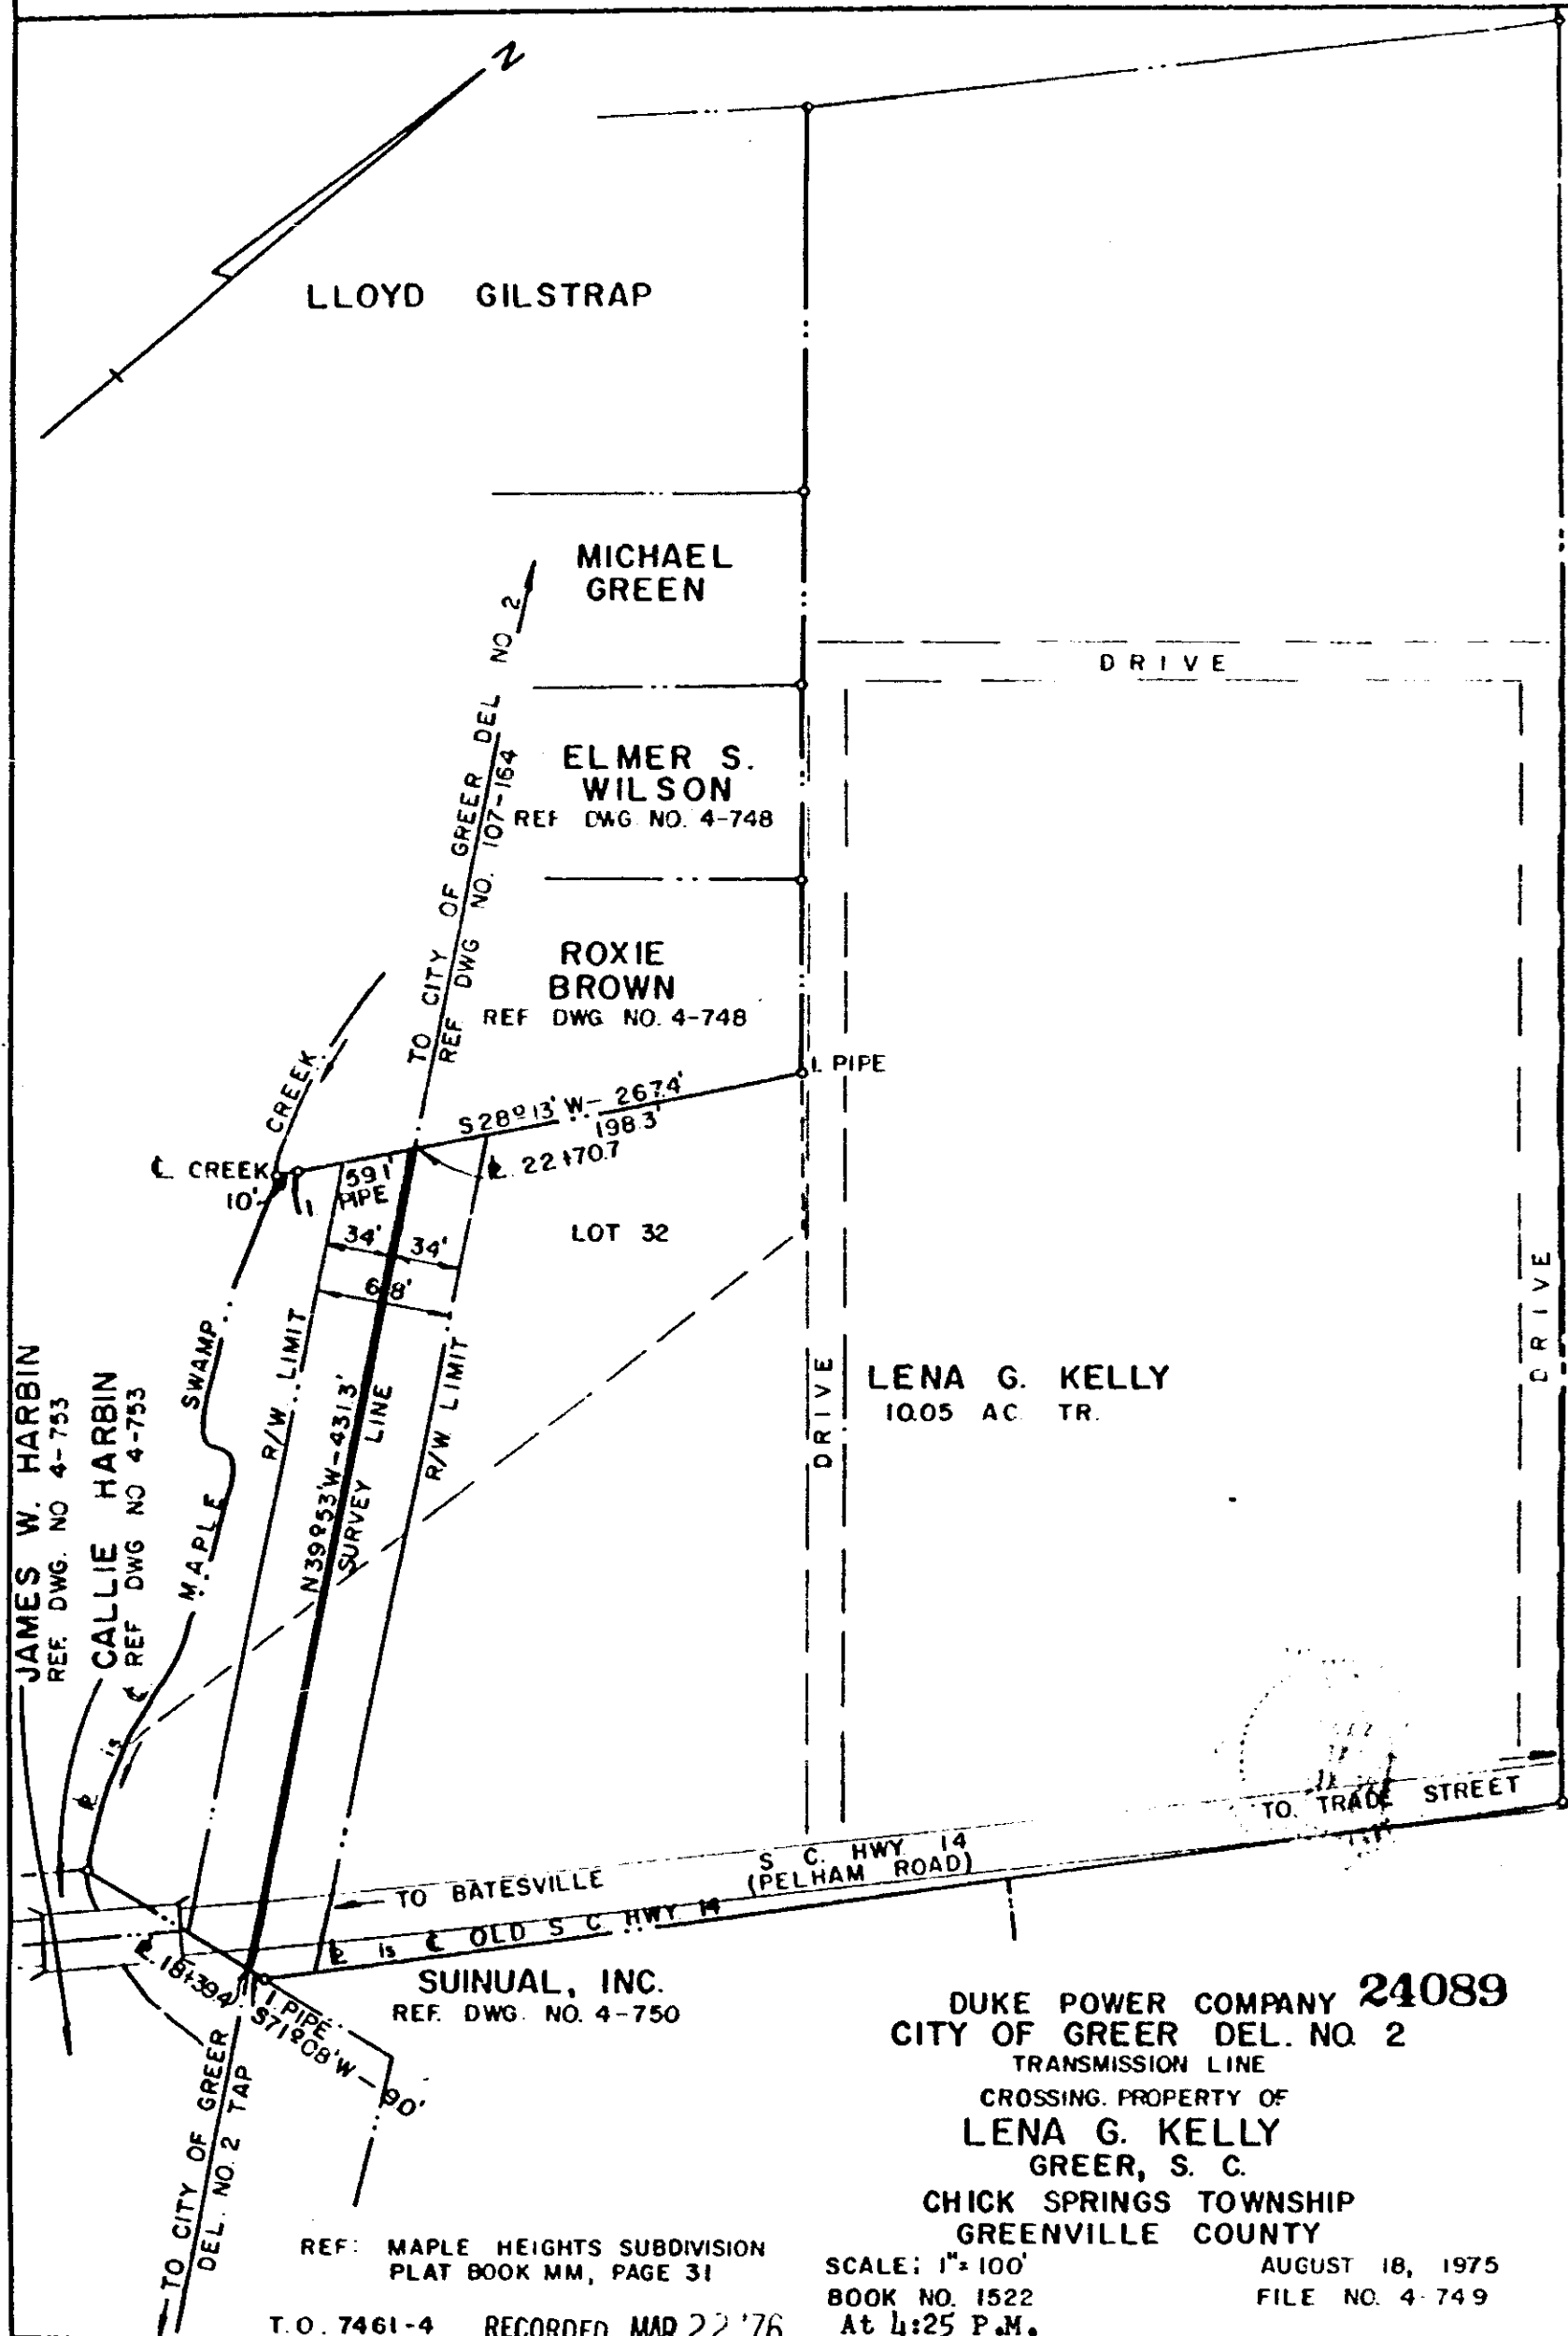 N
LLOYD GILSTRAP
MICHAEL
GREEN
DRIVE
ELMER S.
WILSON
REF DWG NO. 4-748
TO CITY OF GREER DEL NO 2
REF DWG NO. 107-164
ROXIE
BROWN
REF DWG NO. 4-748
CREEK
I. PIPE
S28º13' W - 267.4'
198.3'
℄ CREEK
10'
59.1'
I PIPE
℄ 22+70.7
34'
34'
68'
LOT 32
R/W LIMIT
N39º53'W-431.3'
SURVEY LINE
R/W LIMIT
MAPLE SWAMP
℄ is ℄
JAMES W. HARBIN
REF. DWG. NO 4-753
CALLIE HARBIN
REF DWG NO 4-753
DRIVE
LENA G. KELLY
10.05 AC. TR.
DRIVE
TO TRADE STREET
S C. HWY. 14
(PELHAM ROAD)
TO BATESVILLE
℄ is ℄ OLD S C. HWY 14
℄ 18+39.4
I. PIPE
S71º08'W - 90'
SUINUAL, INC.
REF. DWG. NO. 4-750
TO CITY OF GREER
DEL. NO. 2 TAP
DUKE POWER COMPANY 24089
CITY OF GREER DEL. NO. 2
TRANSMISSION LINE
CROSSING PROPERTY OF
LENA G. KELLY
GREER, S. C.
CHICK SPRINGS TOWNSHIP
GREENVILLE COUNTY
REF: MAPLE HEIGHTS SUBDIVISION
PLAT BOOK MM, PAGE 31
SCALE: 1"= 100' AUGUST 18, 1975
BOOK NO. 1522 FILE NO. 4-749
T.O. 7461-4 RECORDED MAR 22 '76 At 4:25 P.M.